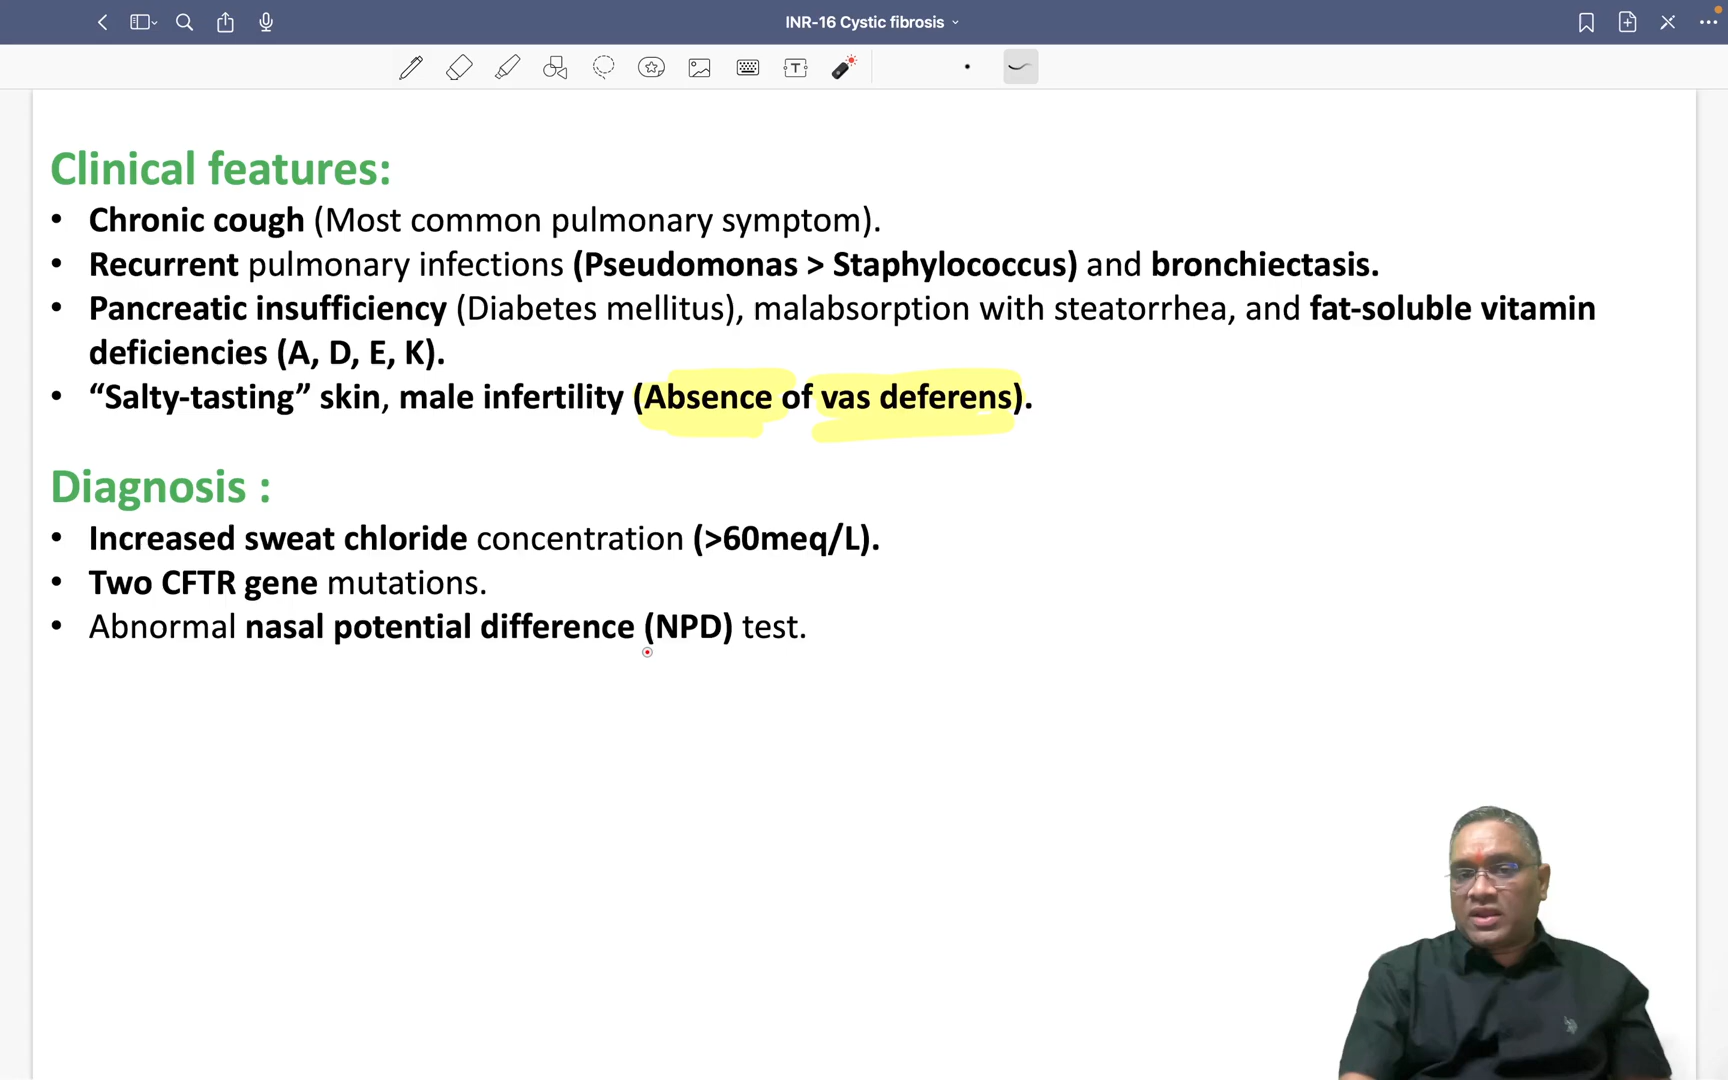 INR-16 Cystic fibrosis
Clinical features:
• Chronic cough (Most common pulmonary symptom).
• Recurrent pulmonary infections (Pseudomonas > Staphylococcus) and bronchiectasis.
• Pancreatic insufficiency (Diabetes mellitus), malabsorption with steatorrhea, and fat-soluble vitamin
deficiencies (A, D, E, K).
• “Salty-tasting” skin, male infertility (Absence of vas deferens).
Diagnosis :
• Increased sweat chloride concentration (>60meq/L).
• Two CFTR gene mutations.
• Abnormal nasal potential difference (NPD) test.